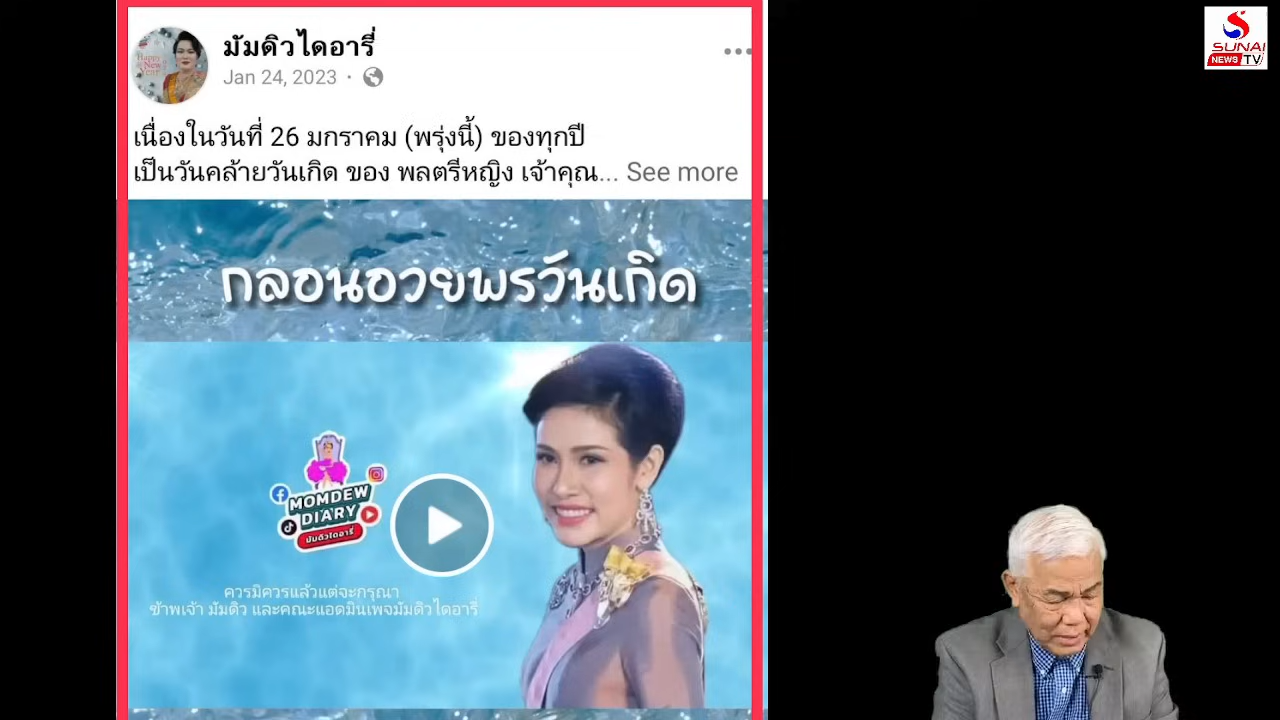 มัมดิวไดอารี่
Jan 24, 2023 ·
เนื่องในวันที่ 26 มกราคม (พรุ่งนี้) ของทุกปี
เป็นวันคล้ายวันเกิด ของ พลตรีหญิง เจ้าคุณ... See more
กลอนอวยพรวันเกิด
MOMDEW
DIARY
มัมดิวไดอารี่
ควรมิควรแล้วแต่จะกรุณา
ข้าพเจ้า มัมดิว และคณะแอดมินเพจมัมดิวไดอารี่
Happy
New
Year
SUNAI
NEWS TV